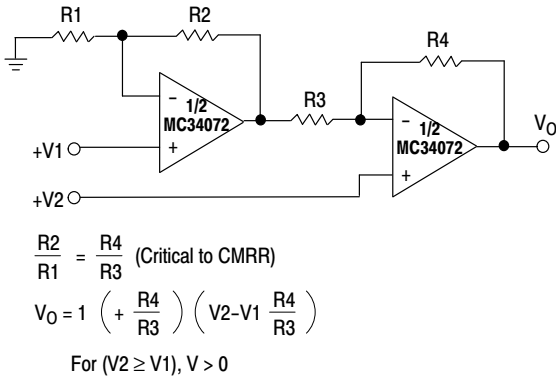 R1
R2
R3
R4
1/2
MC34072
1/2
MC34072
− +
− +
+V1
+V2
VO
R2/R1 = R4/R3 (Critical to CMRR)
VO = 1 ( + R4/R3 ) ( V2−V1 R4/R3 )
For (V2 ≥ V1), V > 0